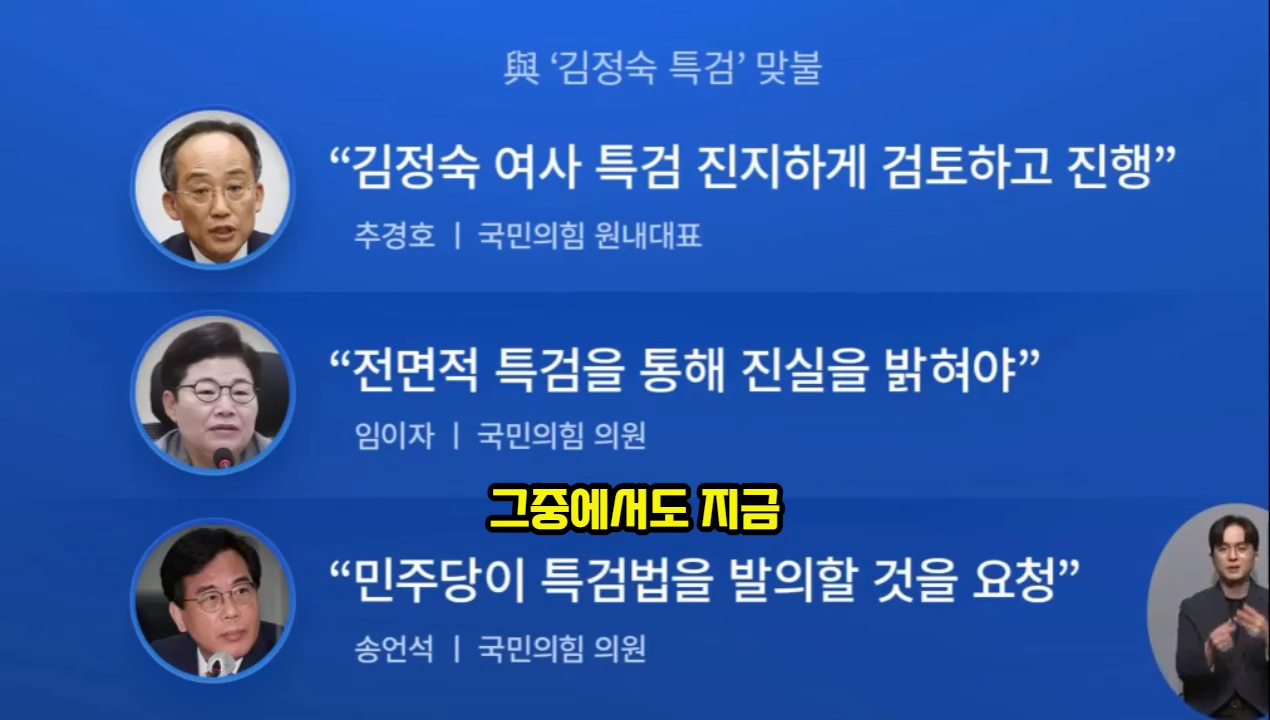 與 ‘김정숙 특검’ 맞불
“김정숙 여사 특검 진지하게 검토하고 진행”
추경호 ㅣ 국민의힘 원내대표
“전면적 특검을 통해 진실을 밝혀야”
임이자 ㅣ 국민의힘 의원
그중에서도 지금
“민주당이 특검법을 발의할 것을 요청”
송언석 ㅣ 국민의힘 의원